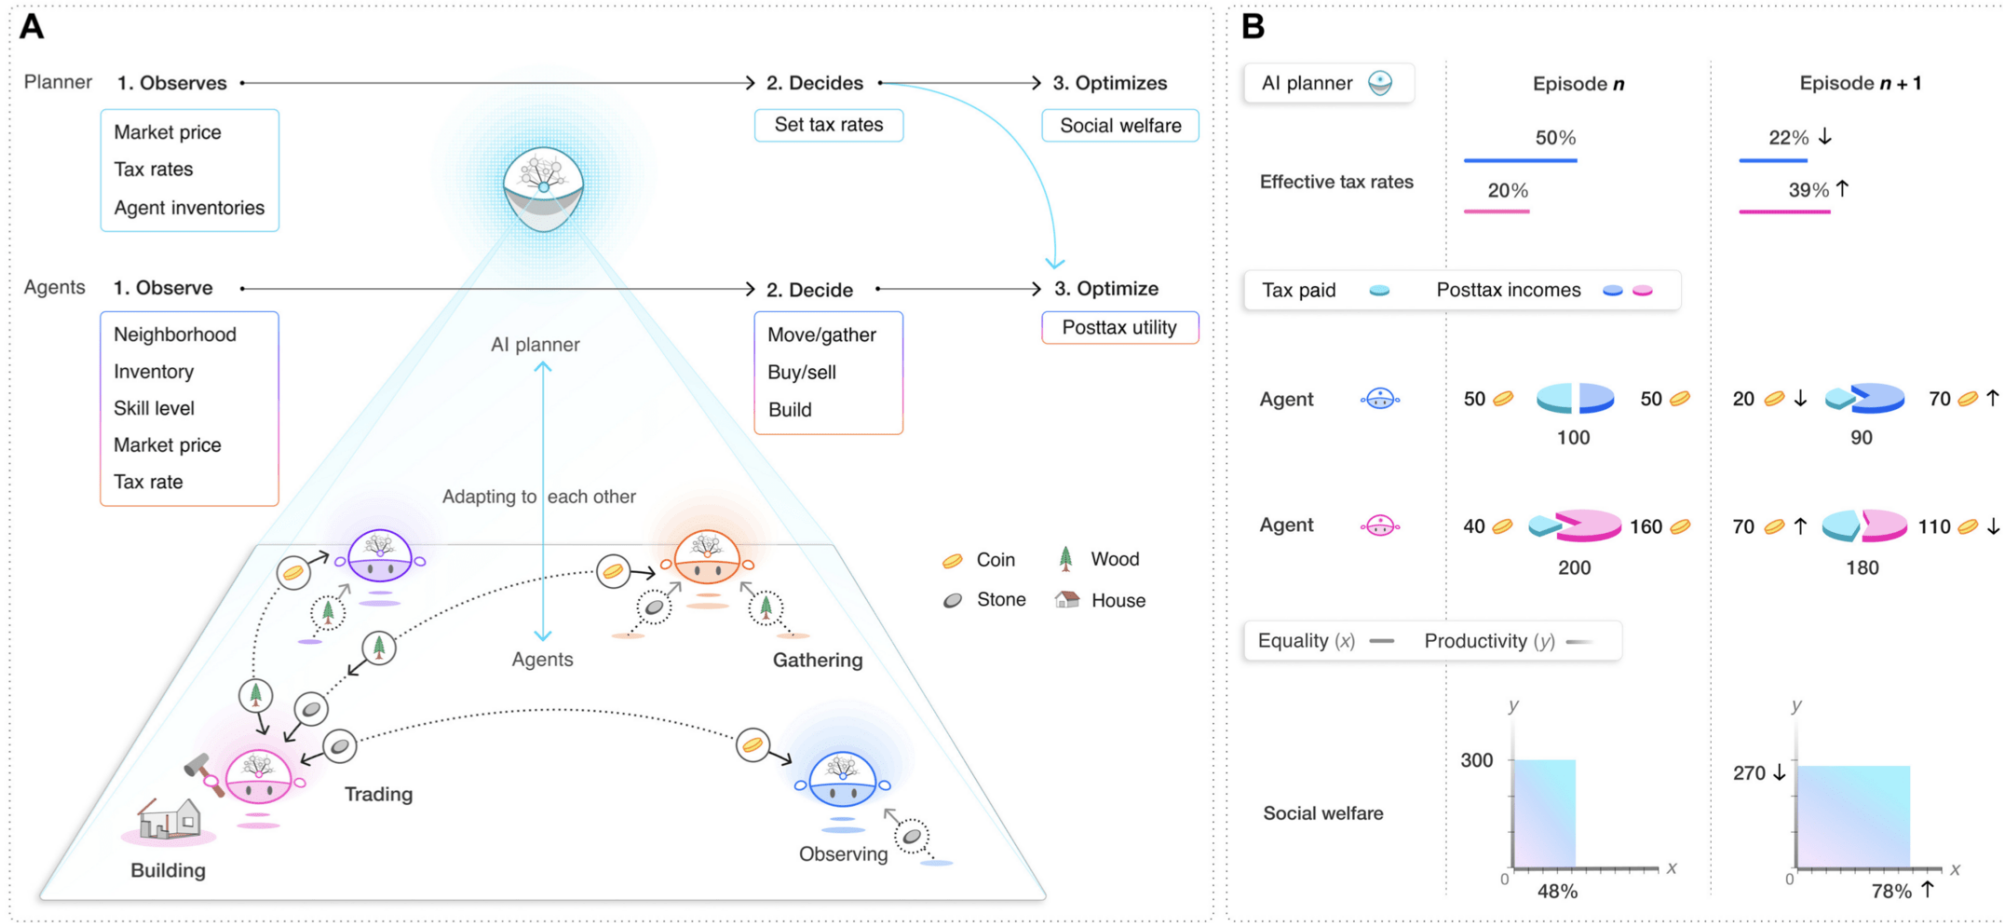 A
Planner 1. Observes 2. Decides 3. Optimizes
Market price
Tax rates
Agent inventories
Set tax rates
Social welfare
Agents 1. Observe 2. Decide 3. Optimize
Neighborhood
Inventory
Skill level
Market price
Tax rate
Move/gather
Buy/sell
Build
Posttax utility
AI planner
Adapting to each other
Agents
Coin Wood
Stone House
Gathering
Trading
Building
Observing
B
AI planner Episode n Episode n + 1
Effective tax rates
50% 22% ↓
20% 39% ↑
Tax paid Posttax incomes
Agent 50 50 20 ↓ 70 ↑
100 90
Agent 40 160 70 ↑ 110 ↓
200 180
Equality (x) Productivity (y)
Social welfare
y
300
0
x
48%
y
270 ↓
0
x
78% ↑